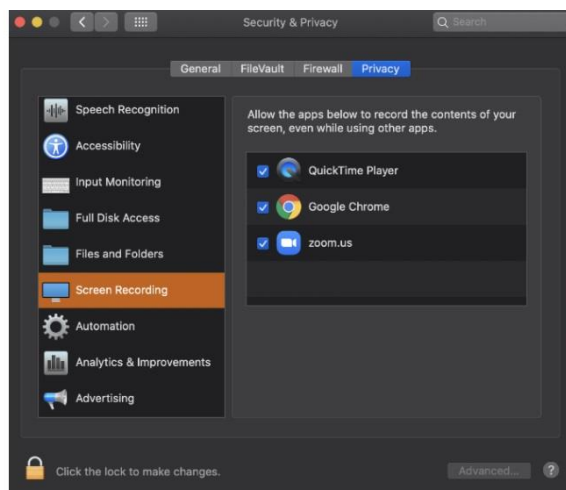 Security & Privacy
Search
General FileVault Firewall Privacy
Speech Recognition
Accessibility
Input Monitoring
Full Disk Access
Files and Folders
Screen Recording
Automation
Analytics & Improvements
Advertising
Allow the apps below to record the contents of your
screen, even while using other apps.
QuickTime Player
Google Chrome
zoom.us
Click the lock to make changes.
Advanced...
?